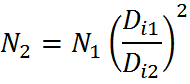 N₂ = N₁ (Dᵢ₁ / Dᵢ₂)²